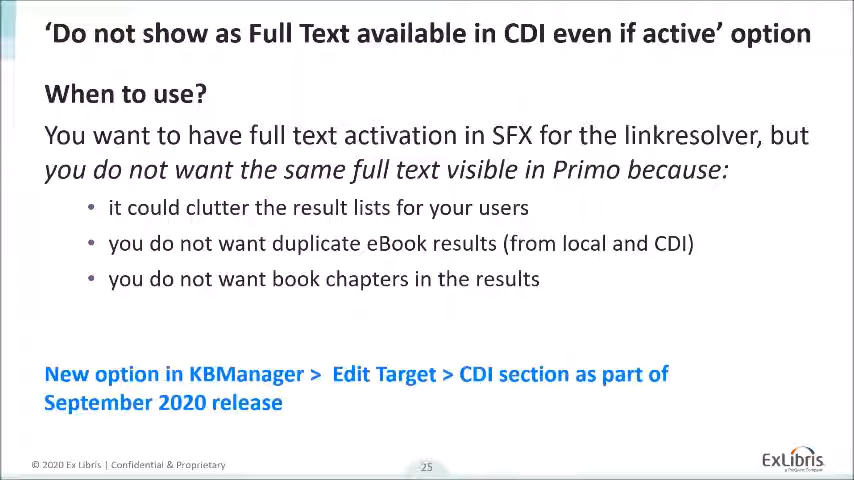 ‘Do not show as Full Text available in CDI even if active’ option
When to use?
You want to have full text activation in SFX for the linkresolver, but
you do not want the same full text visible in Primo because:
• it could clutter the result lists for your users
• you do not want duplicate eBook results (from local and CDI)
• you do not want book chapters in the results
New option in KBManager > Edit Target > CDI section as part of
September 2020 release
© 2020 Ex Libris | Confidential & Proprietary
25
ExLibris
a ProQuest Company